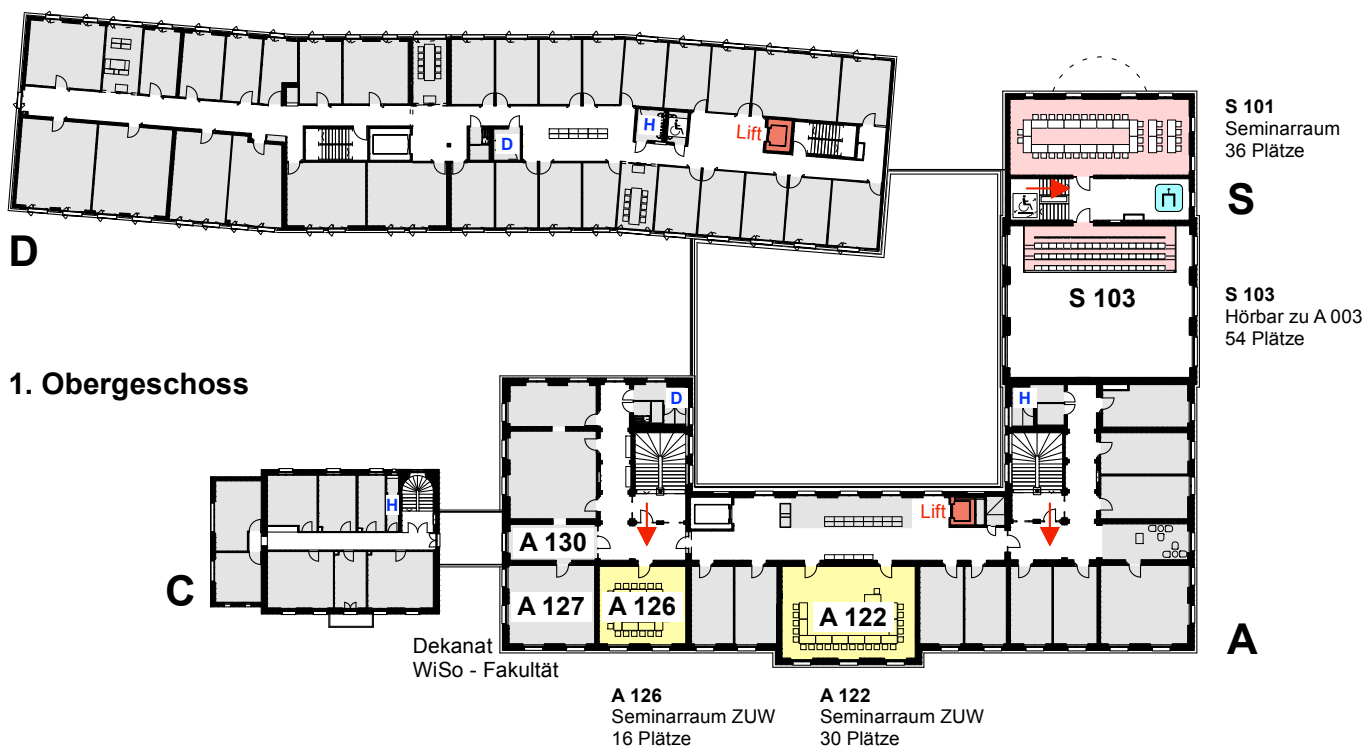 S 101
Seminarraum
36 Plätze
S
H
Lift
D
D
S 103
S 103
Hörbar zu A 003
54 Plätze
1. Obergeschoss
D
H
H
Lift
A 130
C
A 127
A 126
A 122
A
Dekanat
WiSo - Fakultät
A 126
Seminarraum ZUW
16 Plätze
A 122
Seminarraum ZUW
30 Plätze